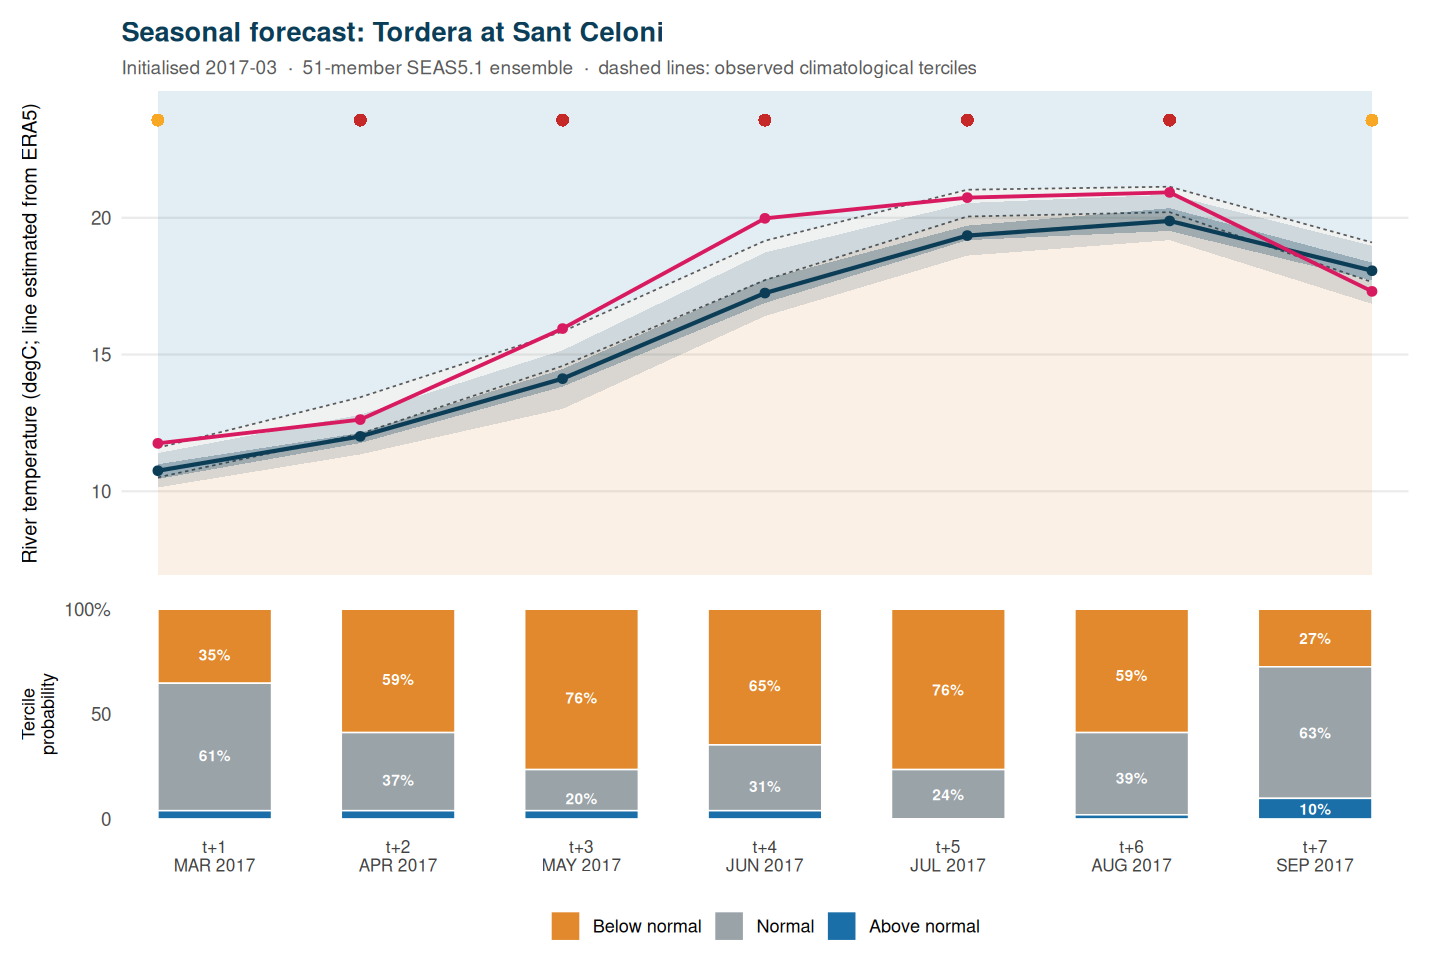 Seasonal forecast: Tordera at Sant Celoni
Initialised 2017-03 · 51-member SEAS5.1 ensemble · dashed lines: observed climatological terciles
River temperature (degC; line estimated from ERA5)
20
15
10
Tercile
probability
100%
50
0
35%
59%
76%
65%
76%
59%
27%
61%
37%
20%
31%
24%
39%
63%
10%
t+1
MAR 2017
t+2
APR 2017
t+3
MAY 2017
t+4
JUN 2017
t+5
JUL 2017
t+6
AUG 2017
t+7
SEP 2017
Below normal
Normal
Above normal